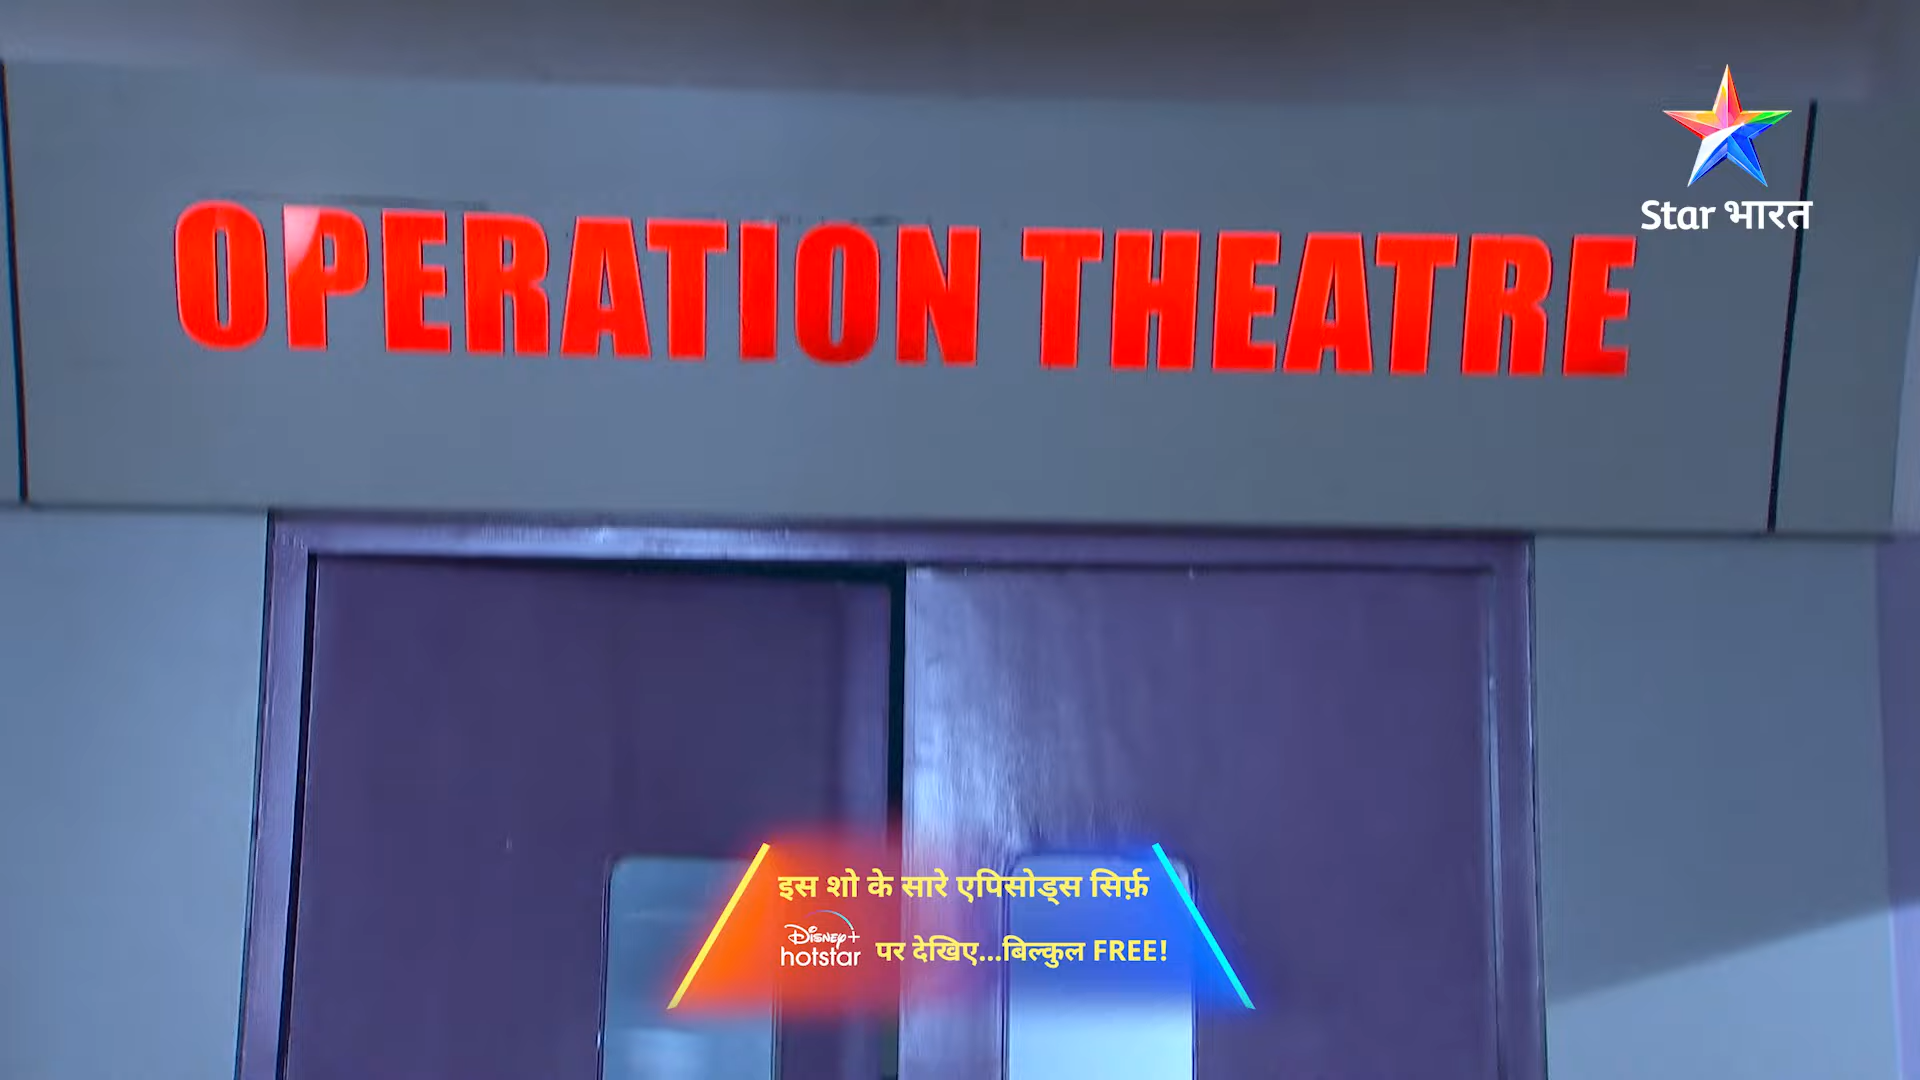 OPERATION THEATRE
Star भारत
इस शो के सारे एपिसोड्स सिर्फ़
Disney+ hotstar पर देखिए...बिल्कुल FREE!